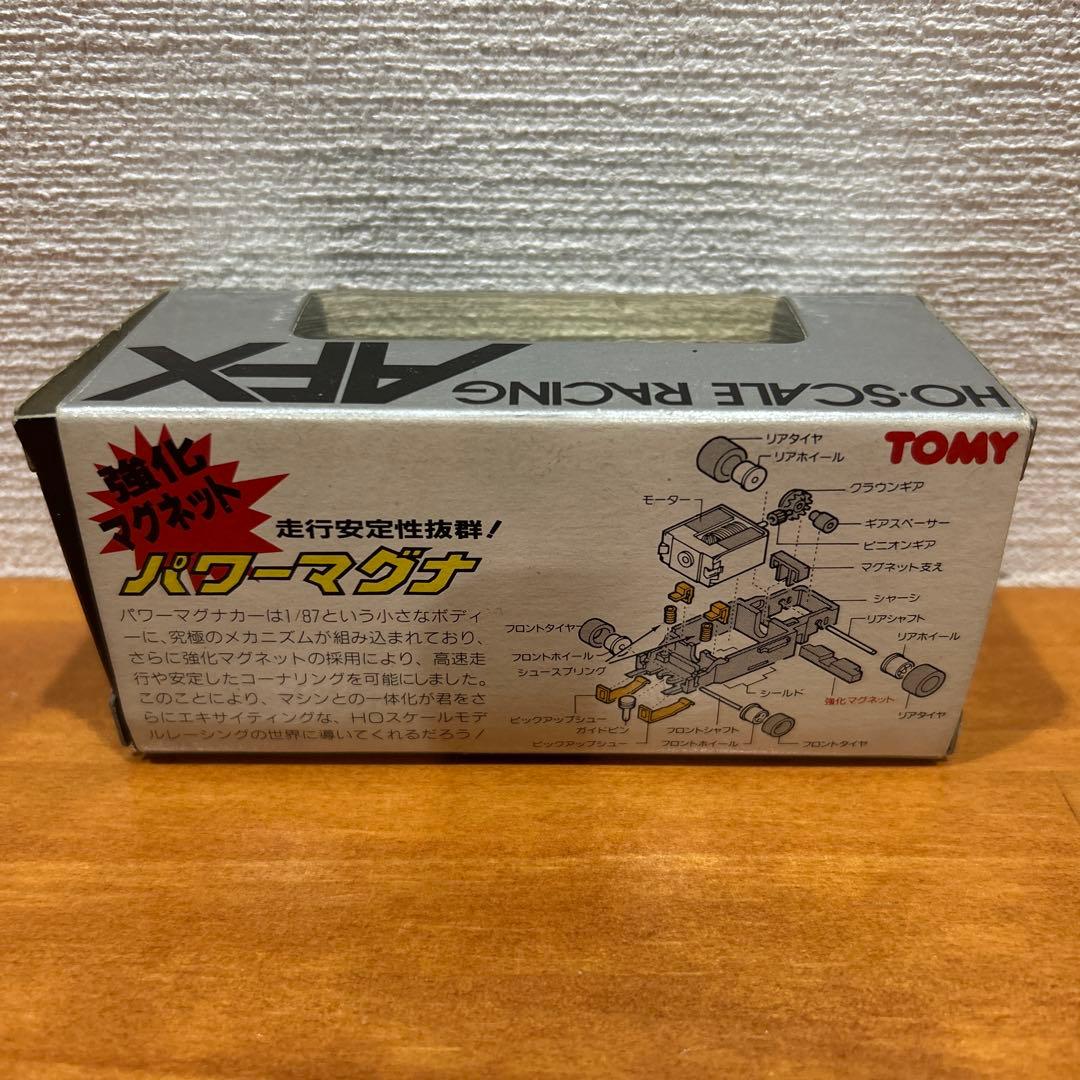 HO·SCALE RACING
AFX
強化
マグネット
走行安定性抜群!
パワーマグナ
パワーマグナカーは1/87という小さなボディ
ーに、究極のメカニズムが組み込まれており、
さらに強化マグネットの採用により、高速走
行や安定したコーナリングを可能にしました。
このことにより、マシンとの一体化が君をさ
らにエキサイティングな、HOスケールモデ
ルレーシングの世界に導いてくれるだろう!
TOMY
リアタイヤ
リアホイール
モーター
クラウンギア
ギアスペーサー
ピニオンギア
マグネット支え
シャーシ
リアシャフト
リアホイール
フロントタイヤ
フロントホイール
シュースプリング
シールド
強化マグネット
リアタイヤ
ピックアップシュー
ガイドピン
フロントシャフト
ピックアップシュー
フロントホイール
フロントタイヤ